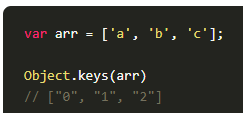 var arr = ['a', 'b', 'c'];
Object.keys(arr)
// ["0", "1", "2"]